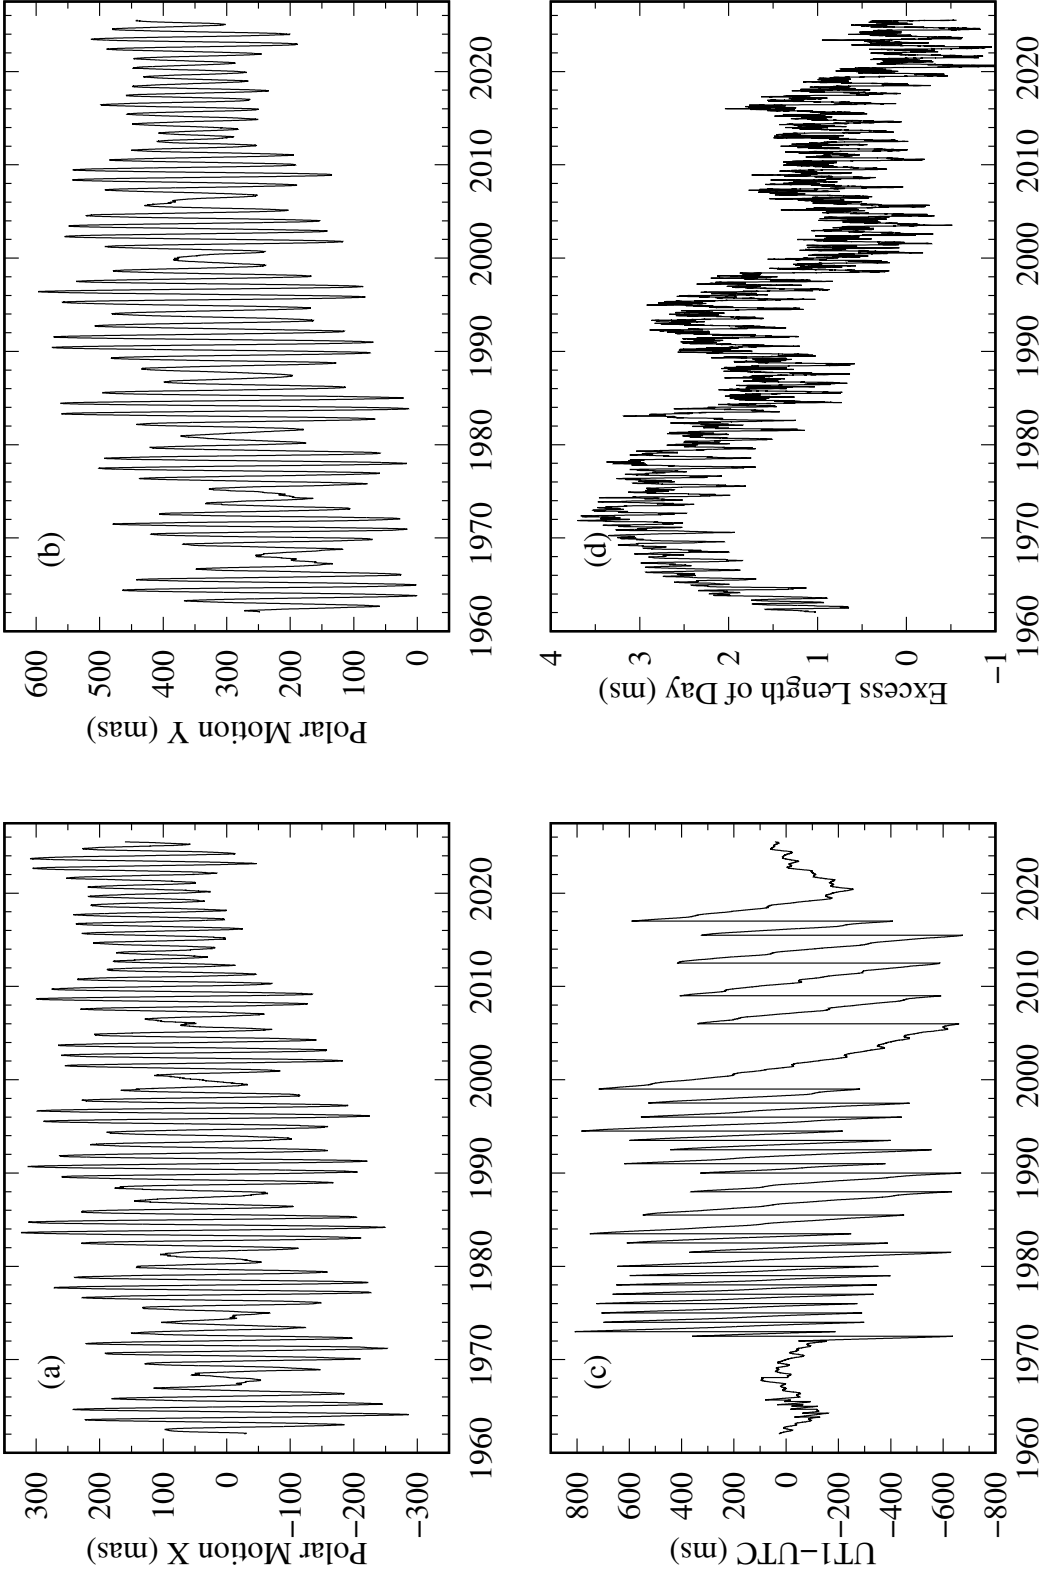 (a)
300
200
100
0
−100
−200
−300
Polar Motion X (mas)
1960 1970 1980 1990 2000 2010 2020
(b)
600
500
400
300
200
100
0
Polar Motion Y (mas)
1960 1970 1980 1990 2000 2010 2020
(c)
800
600
400
200
0
−200
−400
−600
−800
UT1−UTC (ms)
1960 1970 1980 1990 2000 2010 2020
(d)
4
3
2
1
0
−1
Excess Length of Day (ms)
1960 1970 1980 1990 2000 2010 2020